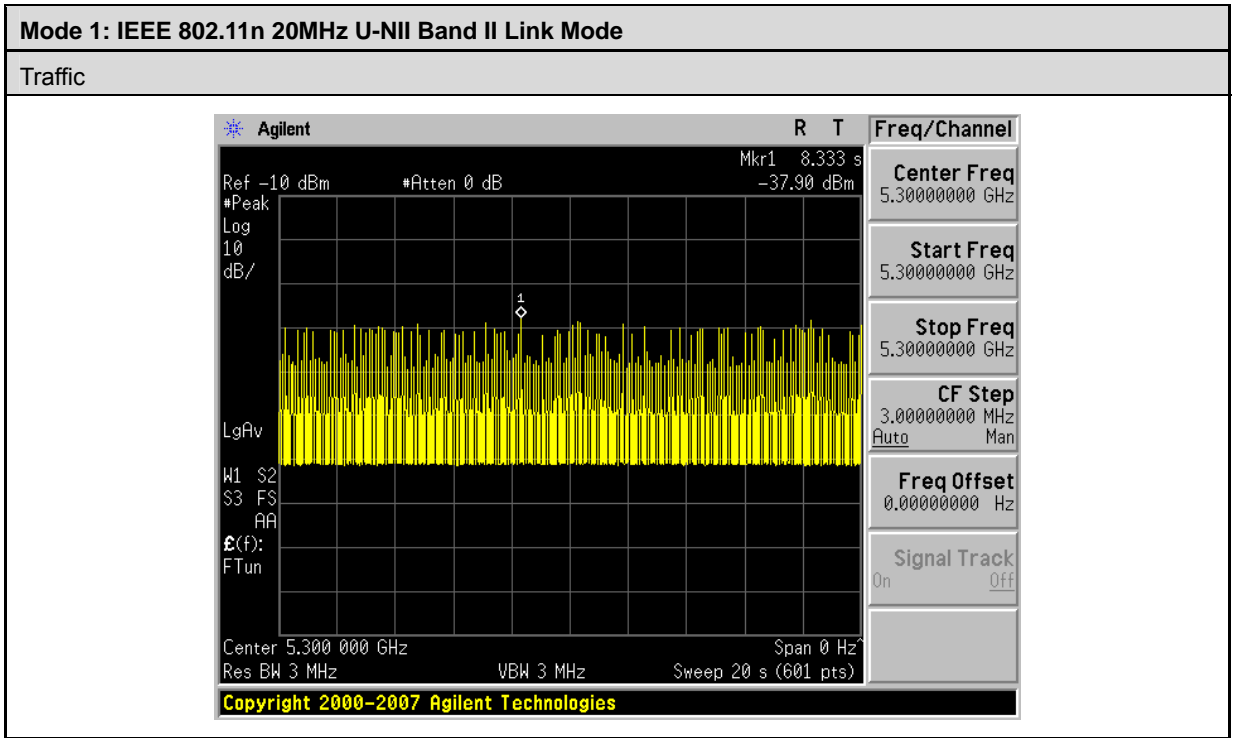 Mode 1: IEEE 802.11n 20MHz U-NII Band II Link Mode
Traffic
Agilent
R T
Freq/Channel
Mkr1 8.333 s
Ref -10 dBm #Atten 0 dB -37.90 dBm
#Peak
Log
10
dB/
1
LgAv
W1 S2
S3 FS
AA
£(f):
FTun
Center 5.300 000 GHz Span 0 Hz^
Res BW 3 MHz VBW 3 MHz Sweep 20 s (601 pts)
Copyright 2000-2007 Agilent Technologies
Center Freq
5.30000000 GHz
Start Freq
5.30000000 GHz
Stop Freq
5.30000000 GHz
CF Step
3.00000000 MHz
Auto Man
Freq Offset
0.00000000 Hz
Signal Track
On Off